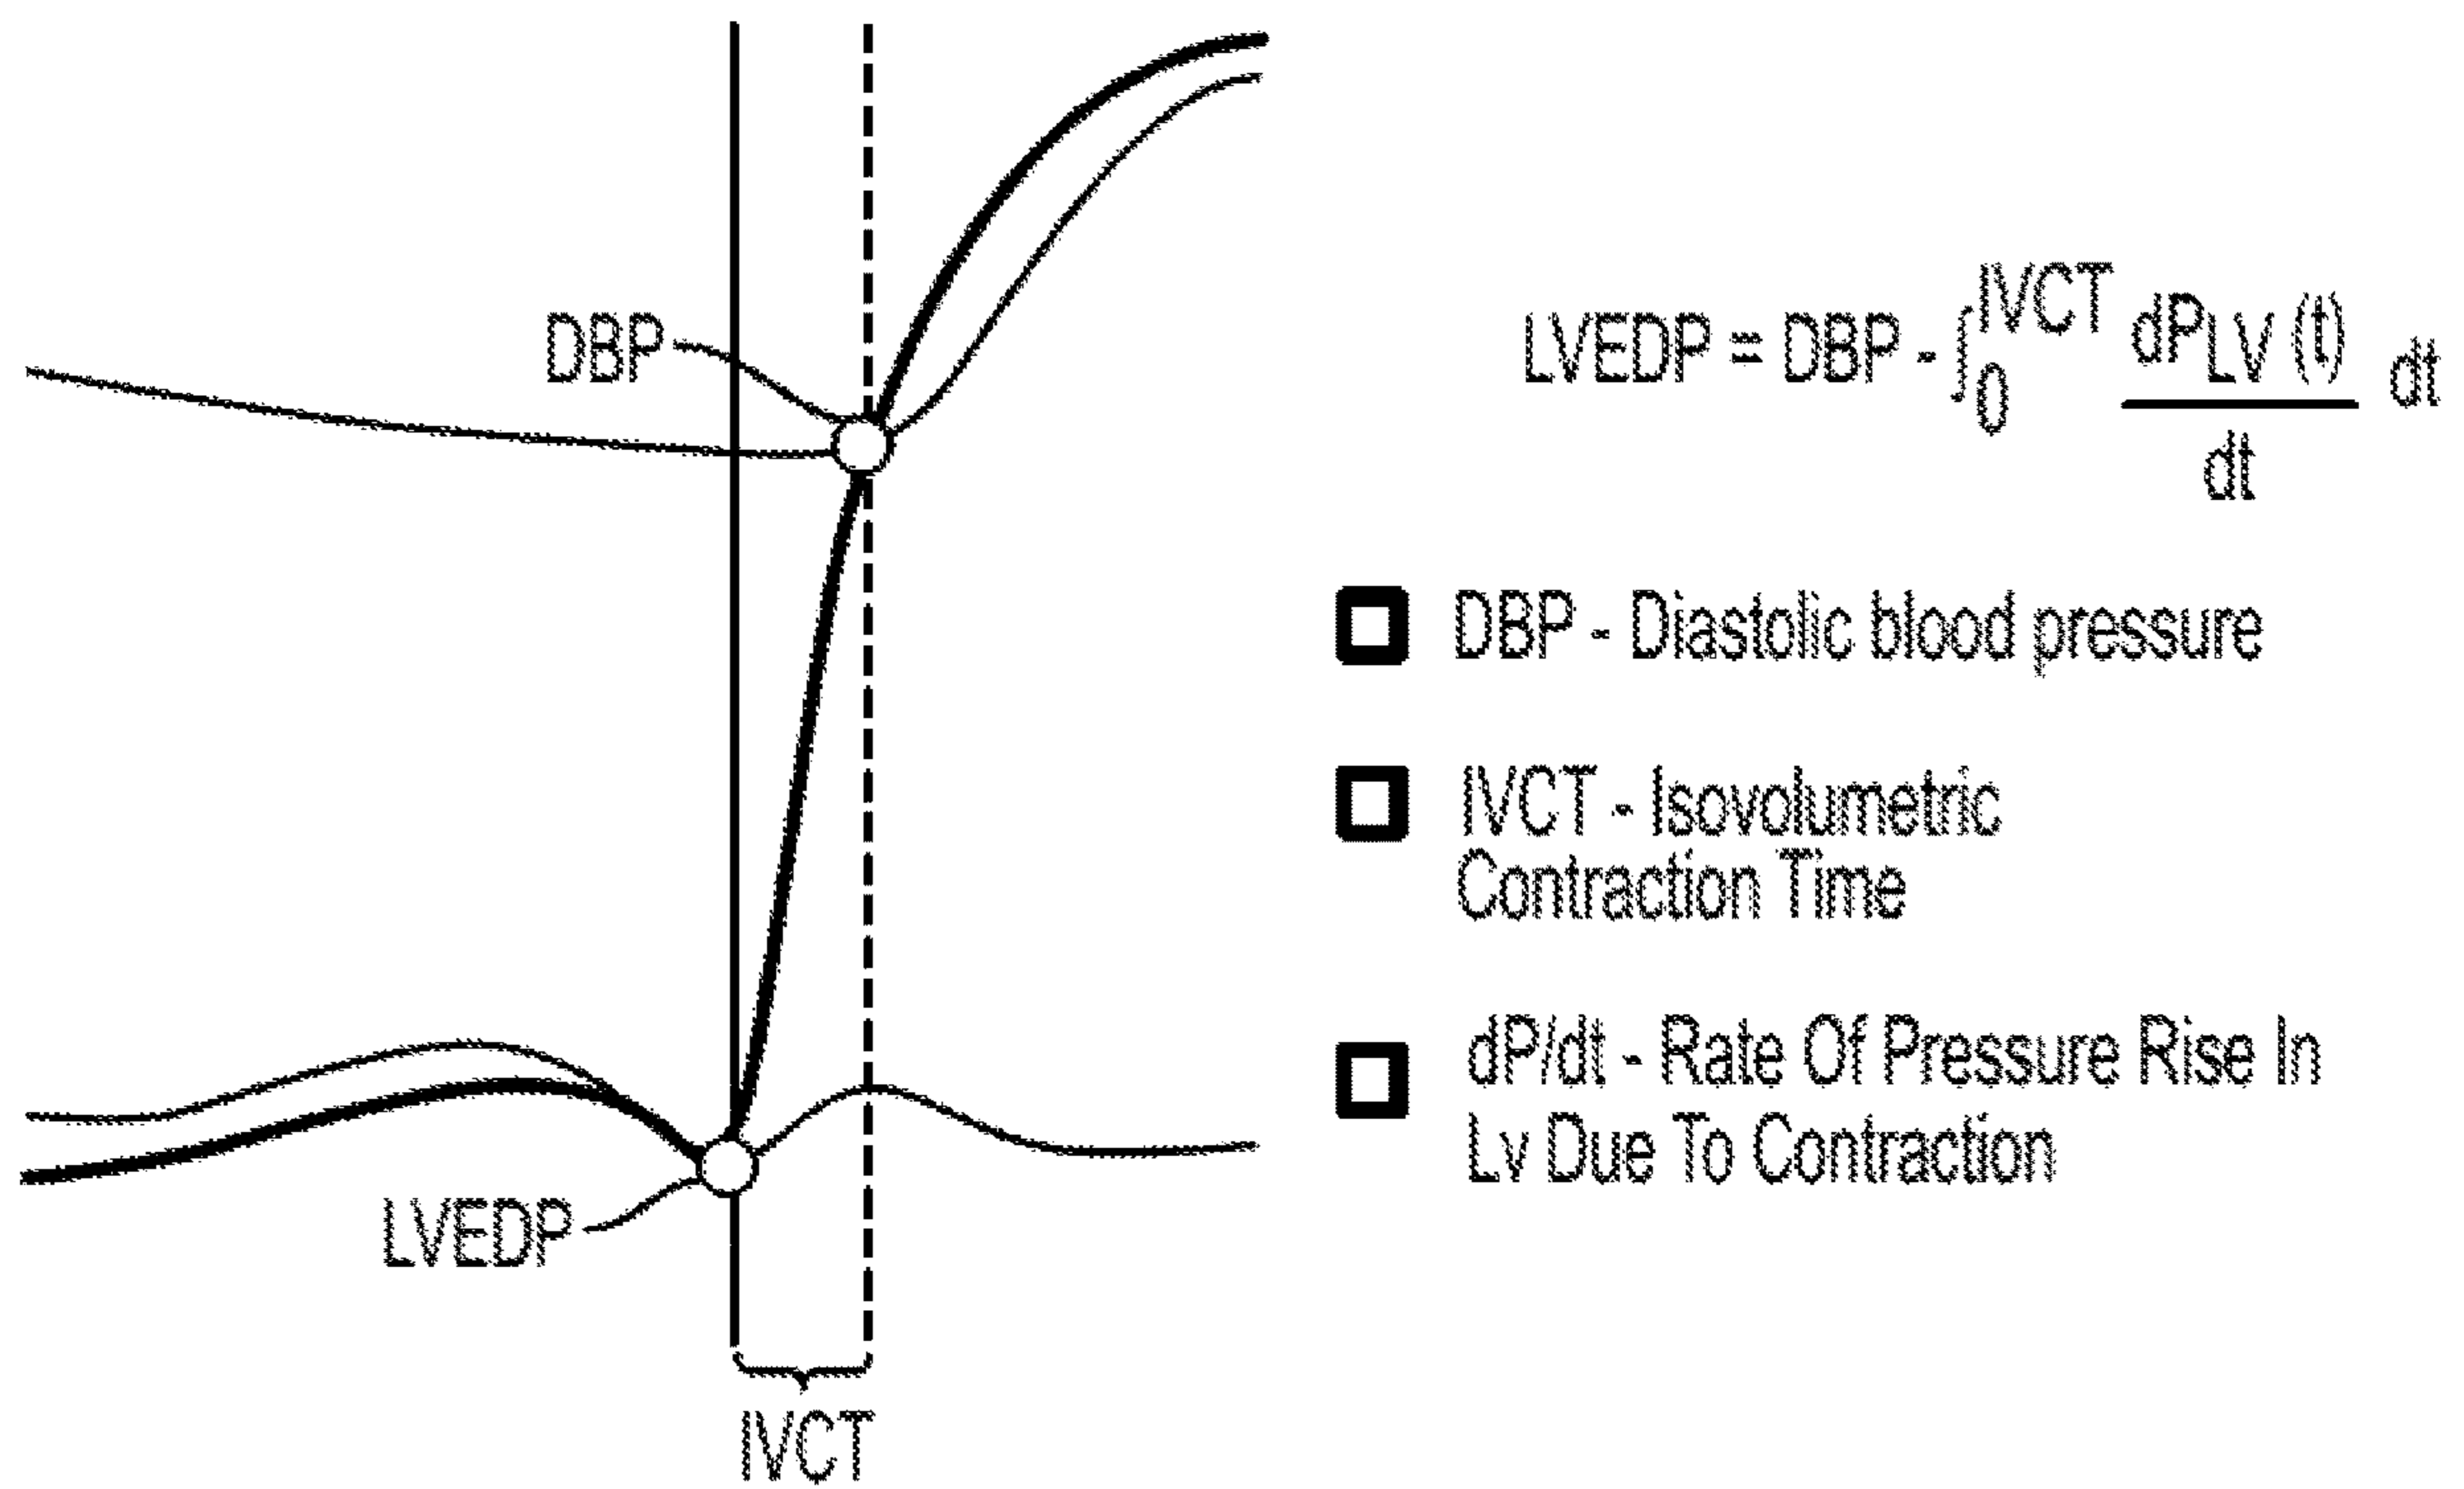 DBP
LVEDP
IVCT
LVEDP = DBP - ∫₀^IVCT dP_LV (t)/dt dt
DBP - Diastolic blood pressure
IVCT - Isovolumetric
Contraction Time
dP/dt - Rate Of Pressure Rise In
Lv Due To Contraction